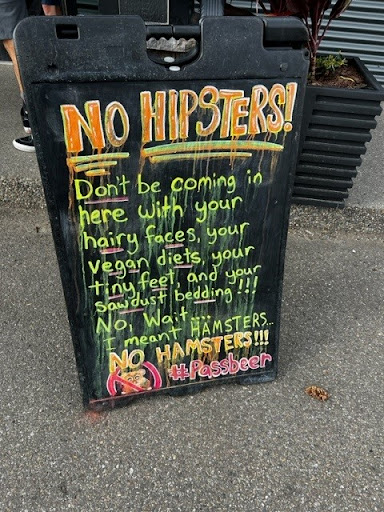 NO HIPSTERS!
Don't be coming in
here with your
hairy faces, your
vegan diets, your
tiny feet, and your
sawdust bedding!!!
No, Wait...
I meant HAMSTERS...
NO HAMSTERS!!!
#Passbeer